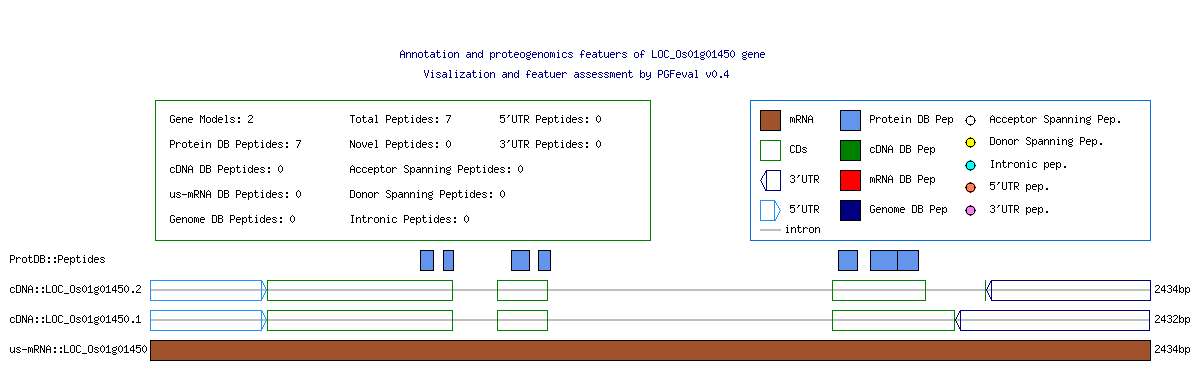 Annotation and proteogenomics featuers of LOC_Os01g01450 gene
Visalization and featuer assessment by PGFeval v0.4
Gene Models: 2 Total Peptides: 7 5'UTR Peptides: 0
Protein DB Peptides: 7 Novel Peptides: 0 3'UTR Peptides: 0
cDNA DB Peptides: 0 Acceptor Spanning Peptides: 0
us-mRNA DB Peptides: 0 Donor Spanning Peptides: 0
Genome DB Peptides: 0 Intronic Peptides: 0
mRNA Protein DB Pep Acceptor Spanning Pep.
CDs cDNA DB Pep Donor Spanning Pep.
3'UTR mRNA DB Pep Intronic pep.
5'UTR Genome DB Pep 5'UTR pep.
intron 3'UTR pep.
ProtDB::Peptides
cDNA::LOC_Os01g01450.2 2434bp
cDNA::LOC_Os01g01450.1 2432bp
us-mRNA::LOC_Os01g01450 2434bp